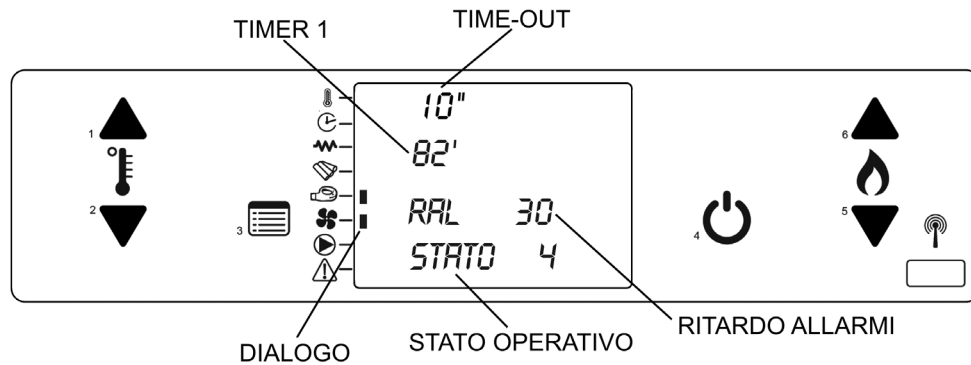 TIMER 1
TIME-OUT
10"
82'
RAL 30
STATO 4
1
2
3
4
6
5
DIALOGO
STATO OPERATIVO
RITARDO ALLARMI